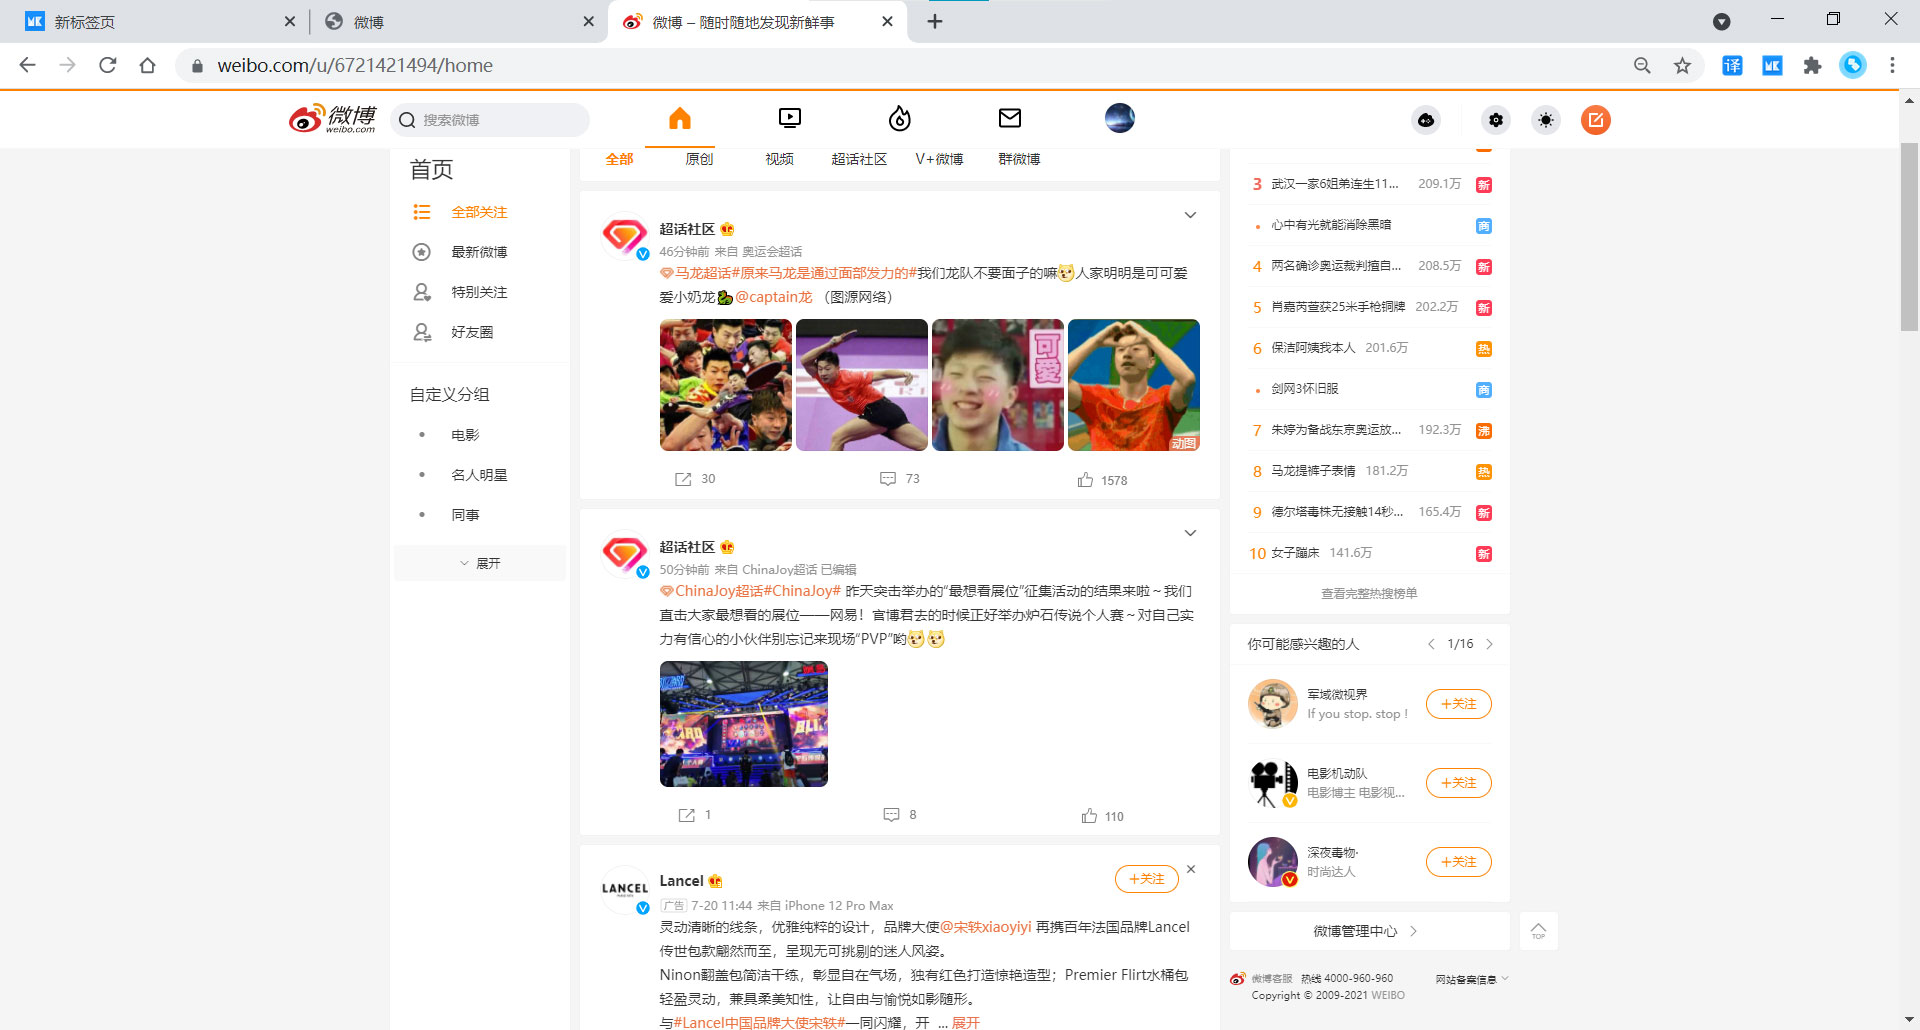 新标签页
微博
微博 – 随时随地发现新鲜事
weibo.com/u/6721421494/home
译
MK
微博
weibo.com
搜索微博
首页
全部关注
最新微博
特别关注
好友圈
自定义分组
电影
名人明星
同事
展开
全部 原创 视频 超话社区 V+微博 群微博
超话社区
46分钟前 来自 奥运会超话
马龙超话#原来马龙是通过面部发力的#我们龙队不要面子的嘛人家明明是可可爱
爱小奶龙@captain龙 （图源网络）
可爱
动图
30 73 1578
超话社区
50分钟前 来自 ChinaJoy超话 已编辑
ChinaJoy超话#ChinaJoy# 昨天突击举办的“最想看展位”征集活动的结果来啦～我们
直击大家最想看的展位——网易！官博君去的时候正好举办炉石传说个人赛～对自己实
力有信心的小伙伴别忘记来现场“PVP”哟
1 8 110
LANCEL
Lancel
+关注
广告 7-20 11:44 来自 iPhone 12 Pro Max
灵动清晰的线条，优雅纯粹的设计，品牌大使@宋轶xiaoyiyi 再携百年法国品牌Lancel
传世包款翩然而至，呈现无可挑剔的迷人风姿。
Ninon翻盖包简洁干练，彰显自在气场，独有红色打造惊艳造型；Premier Flirt水桶包
轻盈灵动，兼具柔美知性，让自由与愉悦如影随形。
与#Lancel中国品牌大使宋轶#一同闪耀，开 ... 展开
3 武汉一家6姐弟连生11... 209.1万 新
心中有光就能消除黑暗 商
4 两名确诊奥运裁判擅自... 208.5万 新
5 肖嘉芮萱获25米手枪铜牌 202.2万 新
6 保洁阿姨我本人 201.6万 热
剑网3怀旧服 商
7 朱婷为备战东京奥运放... 192.3万 沸
8 马龙提裤子表情 181.2万 热
9 德尔塔毒株无接触14秒... 165.4万 新
10 女子蹦床 141.6万 新
查看完整热搜榜单
你可能感兴趣的人 1/16
军域微视界
If you stop. stop !
+关注
电影机动队
电影博主 电影视...
+关注
深夜毒物·
时尚达人
+关注
微博管理中心
TOP
微博客服 热线 4000-960-960 网站备案信息
Copyright © 2009-2021 WEIBO